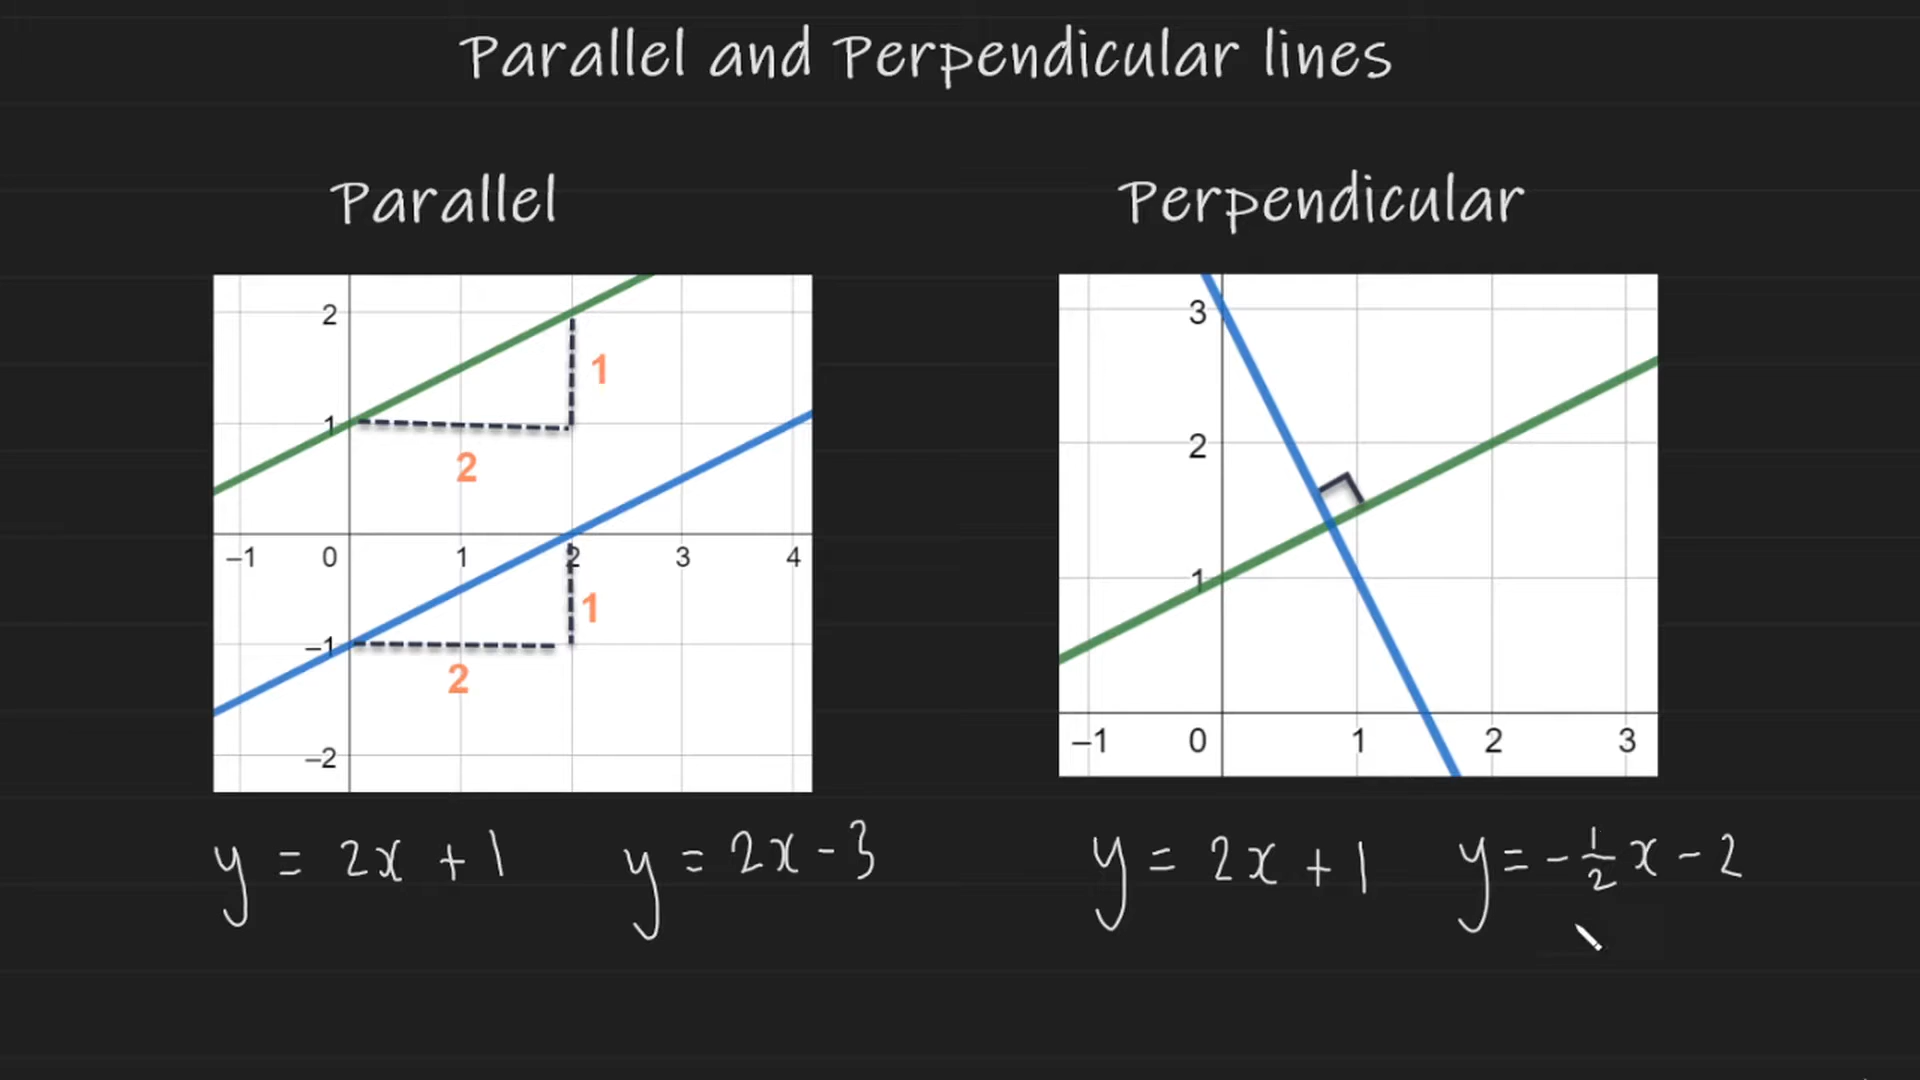 Parallel and Perpendicular lines
Parallel
Perpendicular
2
1
1
2
–1 0 1 2 3 4
1
–1
2
–2
3
2
1
–1 0 1 2 3
y = 2x + 1 y = 2x - 3
y = 2x + 1 y = -1/2x - 2